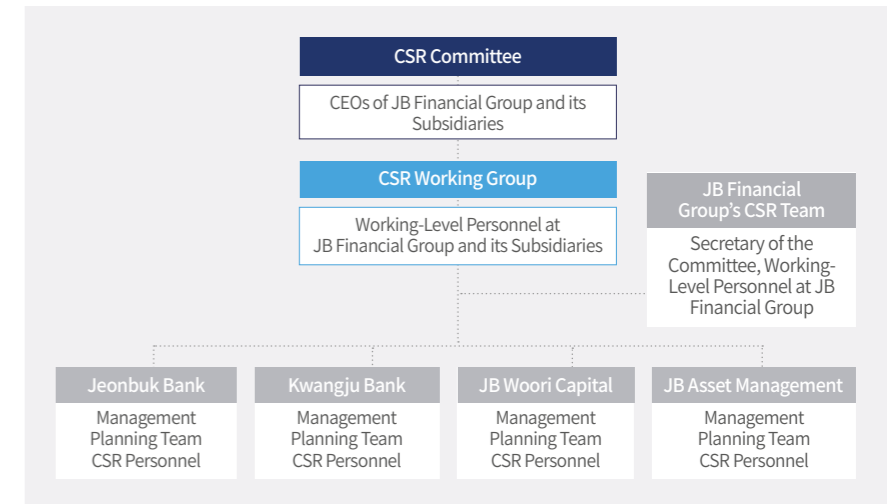 CSR Committee
CEOs of JB Financial Group and its
Subsidiaries
CSR Working Group
Working-Level Personnel at
JB Financial Group and its Subsidiaries
JB Financial
Group's CSR Team
Secretary of the
Committee, Working-
Level Personnel at JB
Financial Group
Jeonbuk Bank
Management
Planning Team
CSR Personnel
Kwangju Bank
Management
Planning Team
CSR Personnel
JB Woori Capital
Management
Planning Team
CSR Personnel
JB Asset Management
Management
Planning Team
CSR Personnel